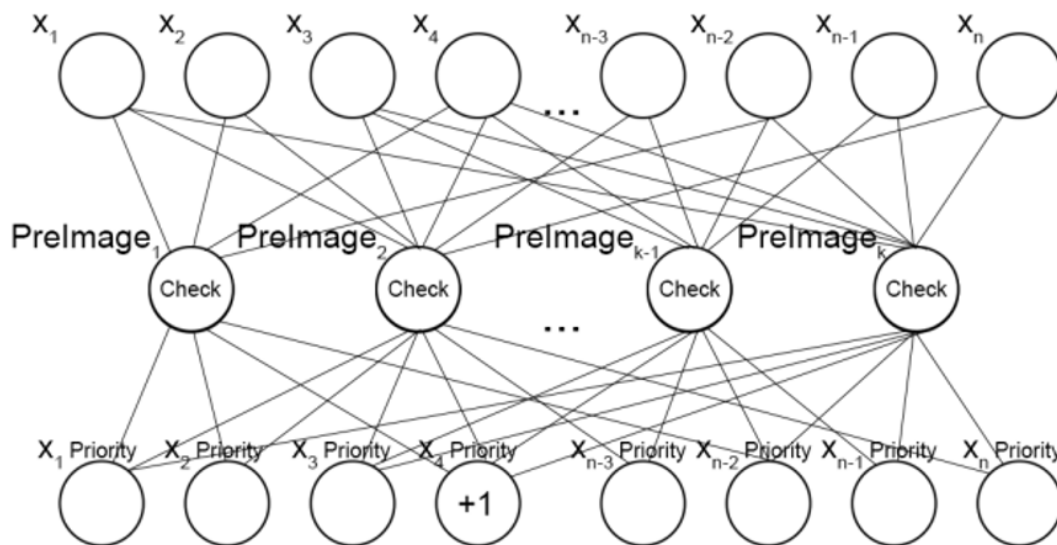 X1 X2 X3 X4 Xn-3 Xn-2 Xn-1 Xn
...
PreImage1 PreImage2 PreImagek-1 PreImagek
Check Check Check Check
...
X1 Priority X2 Priority X3 Priority X4 Priority Xn-3 Priority Xn-2 Priority Xn-1 Priority Xn Priority
+1